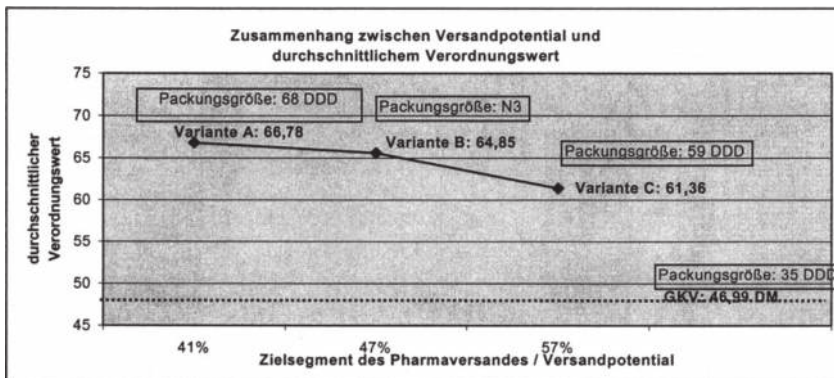 Zusammenhang zwischen Versandpotential und
durchschnittlichem Verordnungswert
durchschnittlicher
Verordnungswert
75
70
65
60
55
50
45
Packungsgröße: 68 DDD
Variante A: 66,78
Packungsgröße: N3
Variante B: 64,85
Packungsgröße: 59 DDD
Variante C: 61,36
Packungsgröße: 35 DDD
GKV: 46,99 DM
41%
47%
57%
Zielsegment des Pharmaversandes / Versandpotential